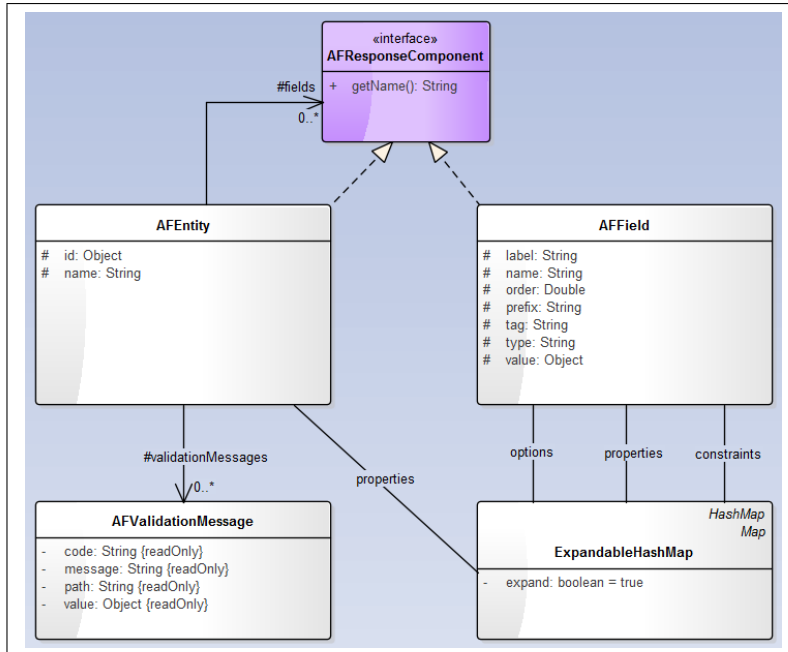 «interface»
AFResponseComponent
+ getName(): String
#fields
0..*
AFEntity
# id: Object
# name: String
AFField
# label: String
# name: String
# order: Double
# prefix: String
# tag: String
# type: String
# value: Object
#validationMessages
0..*
properties
options
properties
constraints
AFValidationMessage
- code: String {readOnly}
- message: String {readOnly}
- path: String {readOnly}
- value: Object {readOnly}
HashMap
Map
ExpandableHashMap
- expand: boolean = true